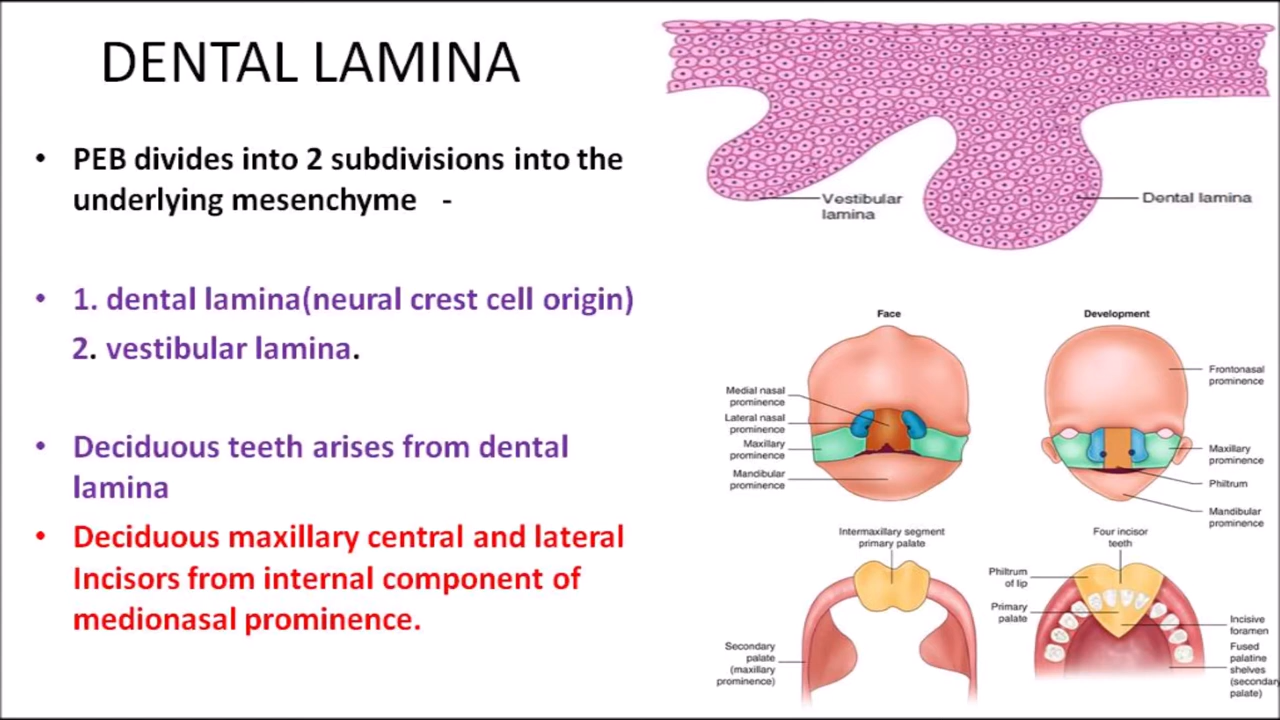 DENTAL LAMINA
• PEB divides into 2 subdivisions into the
underlying mesenchyme -
• 1. dental lamina(neural crest cell origin)
2. vestibular lamina.
• Deciduous teeth arises from dental
lamina
• Deciduous maxillary central and lateral
Incisors from internal component of
medionasal prominence.
Vestibular
lamina
Dental lamina
Face
Medial nasal
prominence
Lateral nasal
prominence
Maxillary
prominence
Mandibular
prominence
Development
Frontonasal
prominence
Maxillary
prominence
Philtrum
Mandibular
prominence
Intermaxillary segment
primary palate
Secondary
palate
(maxillary
prominence)
Four incisor
teeth
Philtrum
of lip
Primary
palate
Incisive
foramen
Fused
palatine
shelves
(secondary
palate)